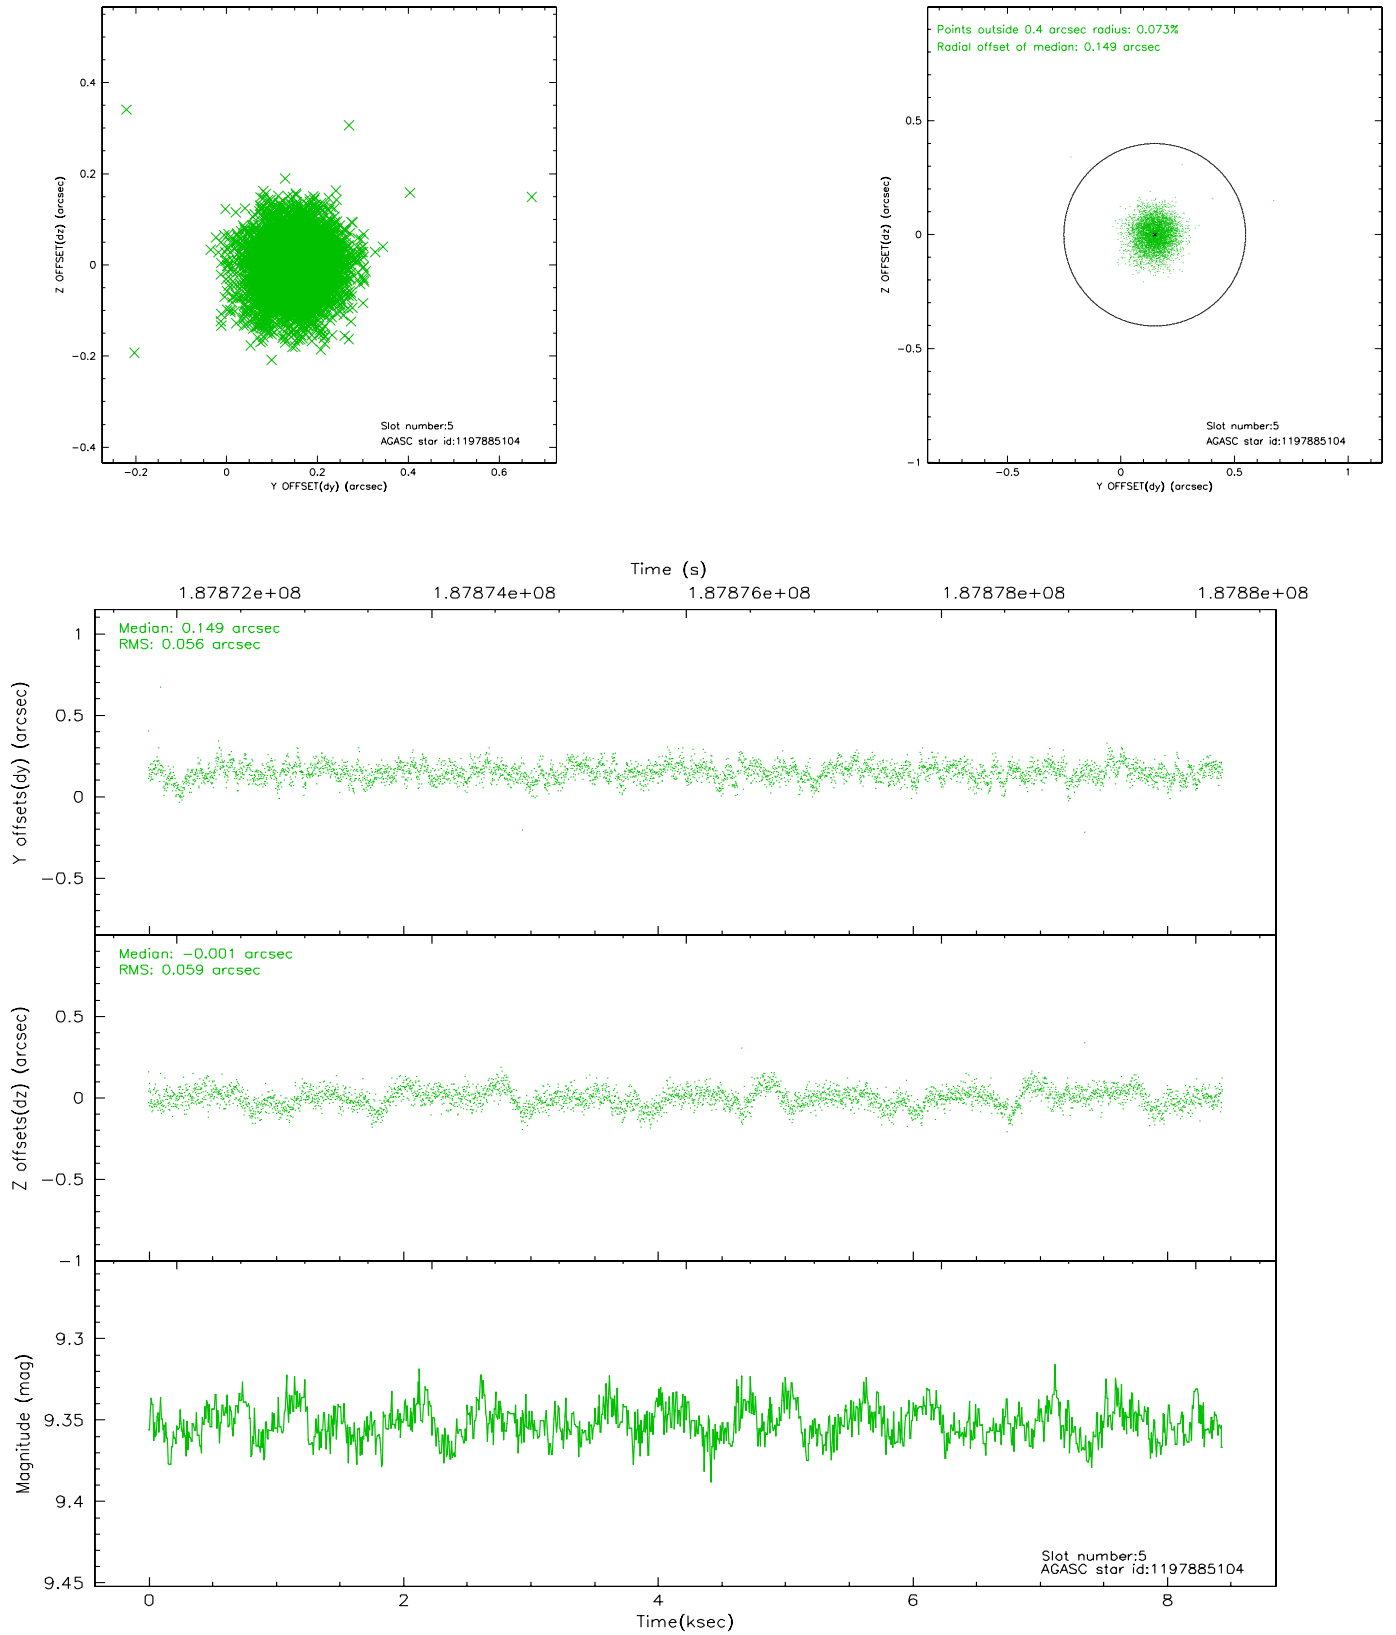 0.4
0.2
0
−0.2
−0.4
Z OFFSET(dz) (arcsec)
−0.2 0 0.2 0.4 0.6
Y OFFSET(dy) (arcsec)
Slot number:5
AGASC star id:1197885104
Points outside 0.4 arcsec radius: 0.073%
Radial offset of median: 0.149 arcsec
0.5
0
−0.5
−1
Z OFFSET(dz) (arcsec)
−0.5 0 0.5 1
Y OFFSET(dy) (arcsec)
Slot number:5
AGASC star id:1197885104
Time (s)
1.87872e+08 1.87874e+08 1.87876e+08 1.87878e+08 1.8788e+08
Median: 0.149 arcsec
RMS: 0.056 arcsec
1
0.5
0
−0.5
Y offsets(dy) (arcsec)
Median: −0.001 arcsec
RMS: 0.059 arcsec
0.5
0
−0.5
−1
Z offsets(dz) (arcsec)
9.3
9.35
9.4
9.45
Magnitude (mag)
Slot number:5
AGASC star id:1197885104
0 2 4 6 8
Time(ksec)